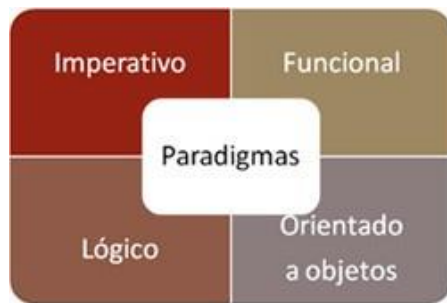 Imperativo
Funcional
Paradigmas
Lógico
Orientado
a objetos